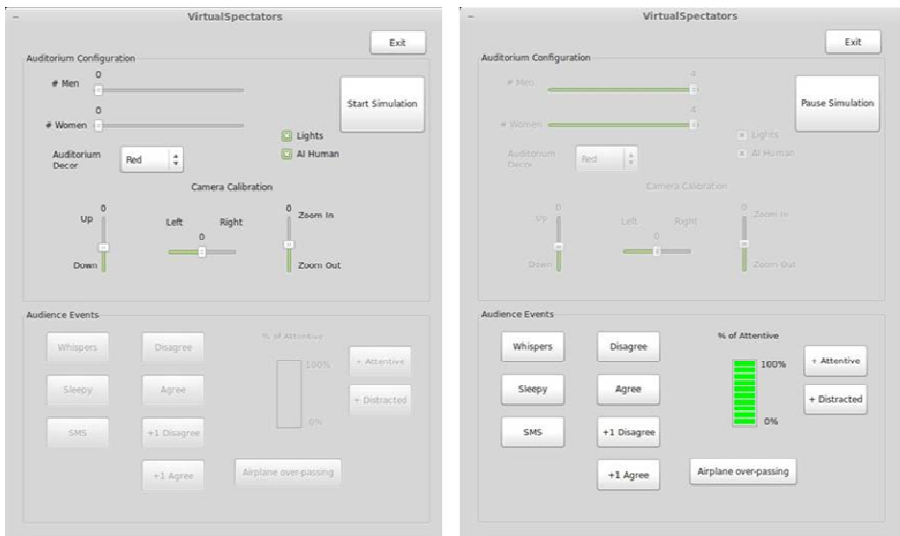 VirtualSpectators
Exit
Auditorium Configuration
0
# Men
Start Simulation
0
# Women
Lights
Auditorium
Decor
Red
AI Human
Camera Calibration
0
0
Up
Left
Right
Zoom In
0
Down
Zoom Out
Audience Events
% of Attentive
Whispers
Disagree
100%
+ Attentive
Sleepy
Agree
+ Distracted
0%
SMS
+1 Disagree
+1 Agree
Airplane over-passing
VirtualSpectators
Exit
Auditorium Configuration
4
# Men
Pause Simulation
4
# Women
Lights
Auditorium
Decor
Red
AI Human
Camera Calibration
0
0
Up
Left
Right
Zoom In
0
Down
Zoom Out
Audience Events
% of Attentive
Whispers
Disagree
100%
+ Attentive
Sleepy
Agree
+ Distracted
0%
SMS
+1 Disagree
+1 Agree
Airplane over-passing